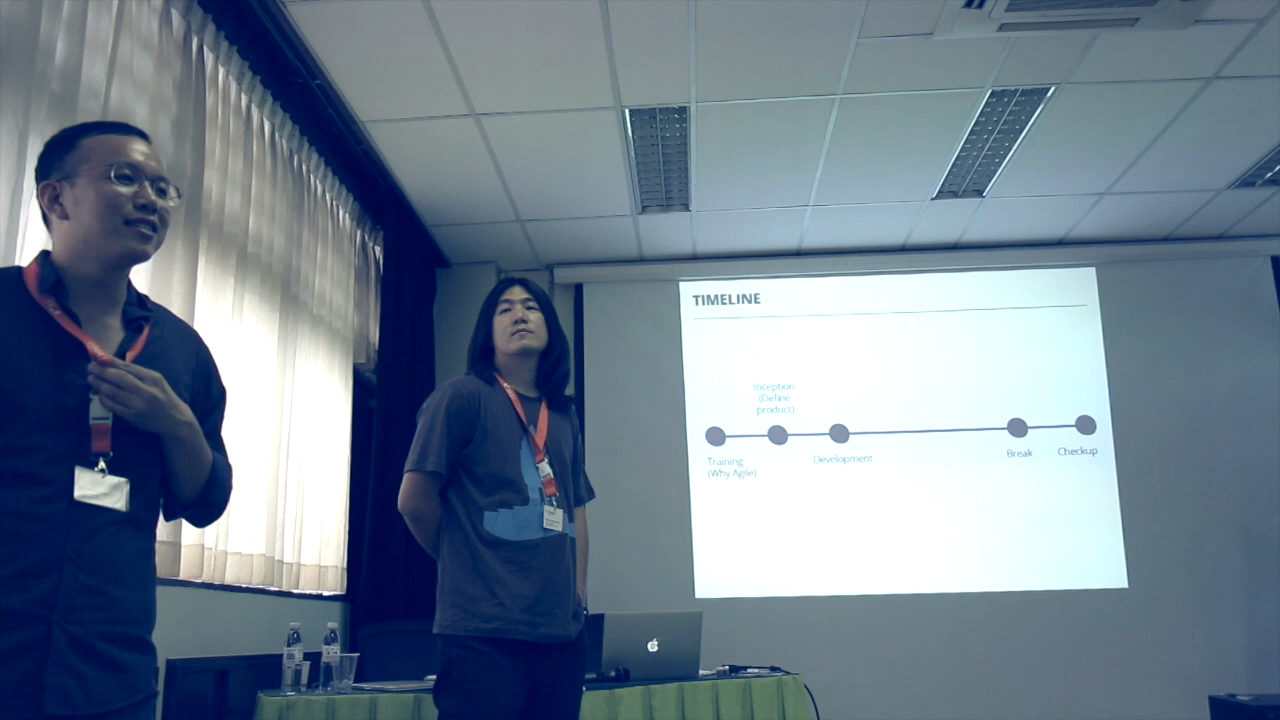 TIMELINE
Inception
(Define
product)
Training
(Why Agile)
Development
Break
Checkup